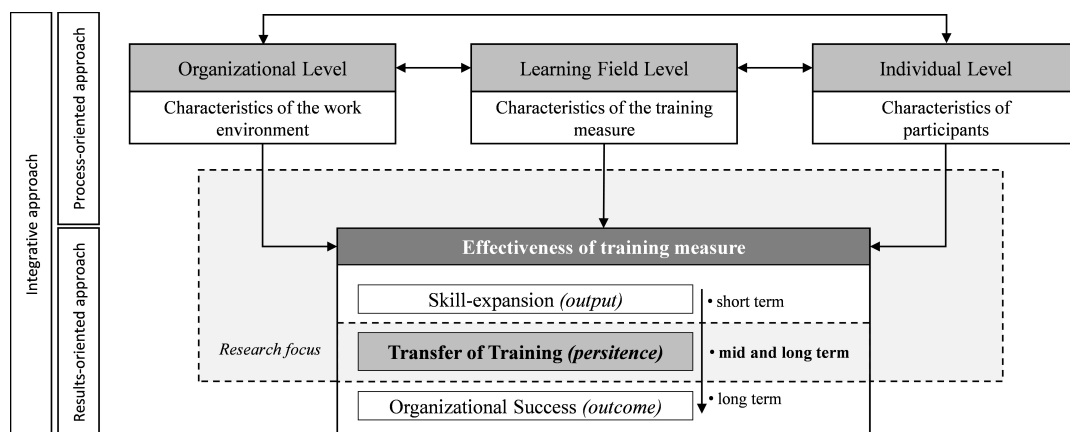 Integrative approach
Process-oriented approach
Results-oriented approach
Organizational Level
Characteristics of the work
environment
Learning Field Level
Characteristics of the training
measure
Individual Level
Characteristics of
participants
Effectiveness of training measure
Skill-expansion (output)
• short term
Research focus
Transfer of Training (persitence)
• mid and long term
Organizational Success (outcome)
• long term